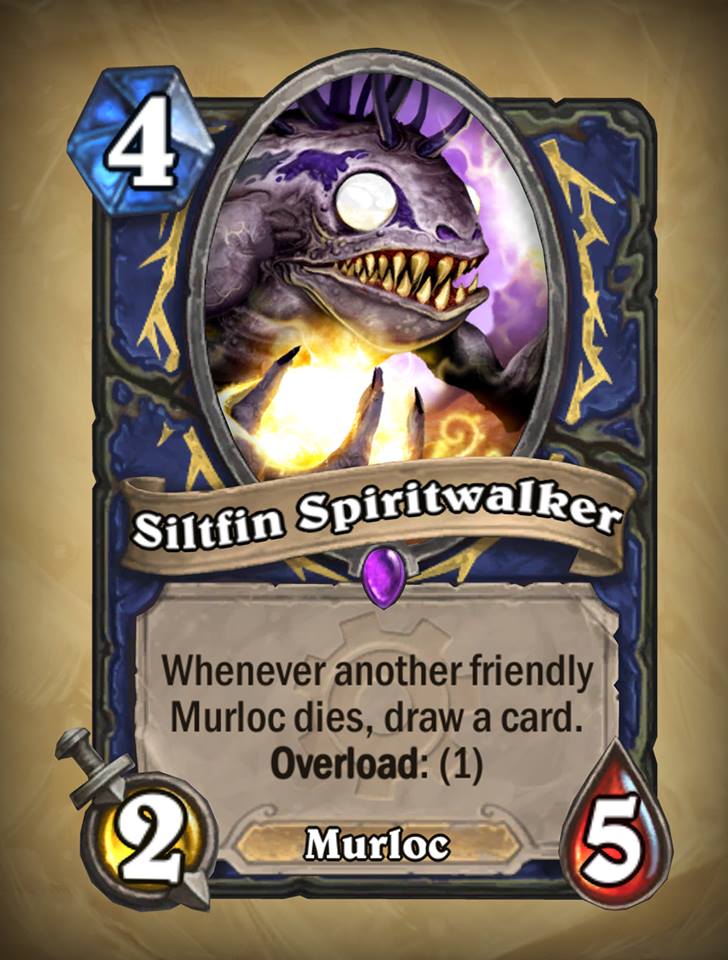 4
Siltfin Spiritwalker
Whenever another friendly
Murloc dies, draw a card.
Overload: (1)
2
Murloc
5